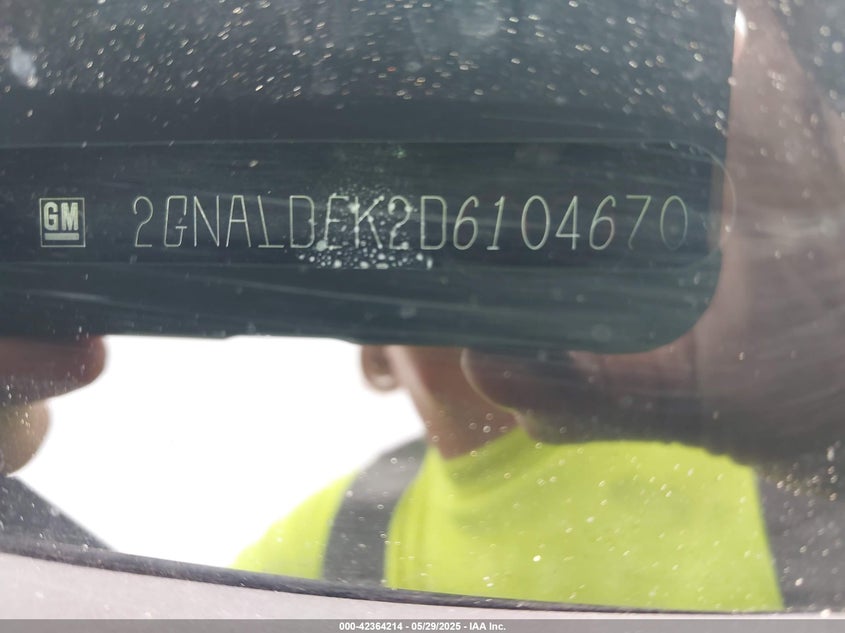 GM 2GNALDEK2D6104670
000-42364214 - 05/29/2025 - IAA Inc.